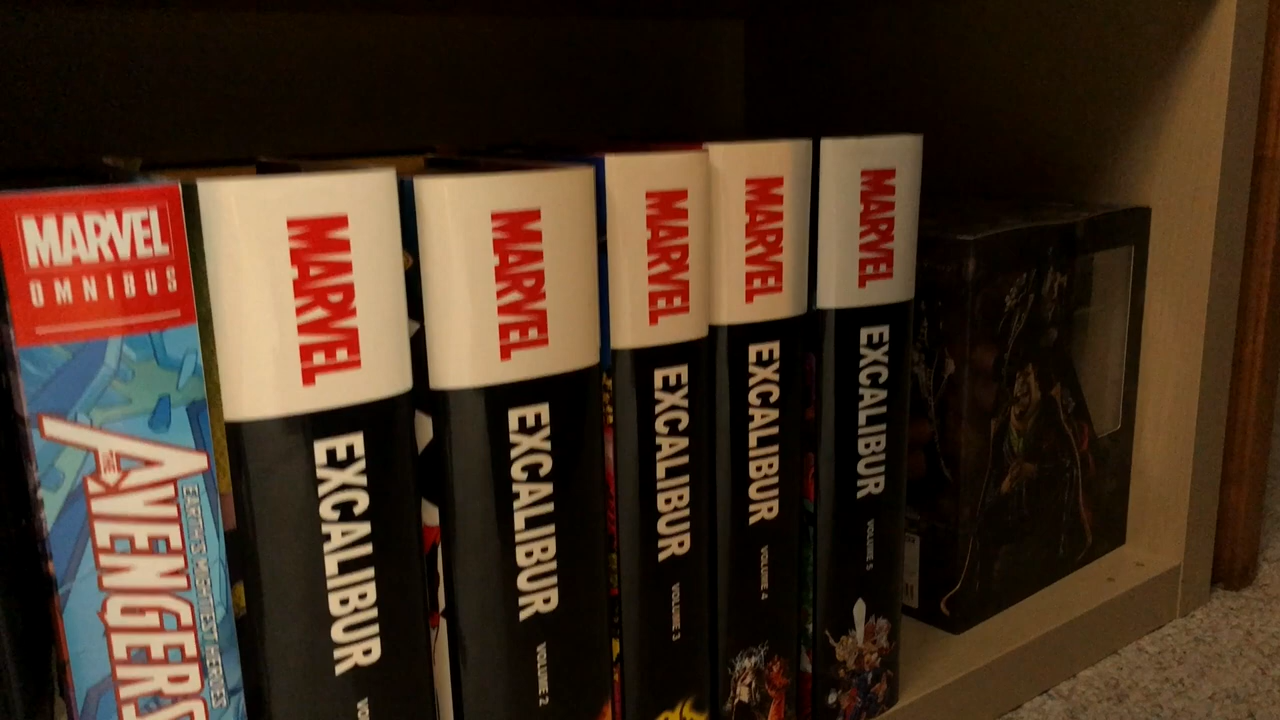 MARVEL
OMNIBUS
THE
AVENGERS
EARTH'S MIGHTIEST HEROES
MARVEL
EXCALIBUR
MARVEL
EXCALIBUR
VOLUME 2
MARVEL
EXCALIBUR
VOLUME 3
MARVEL
EXCALIBUR
VOLUME 4
MARVEL
EXCALIBUR
VOLUME 5